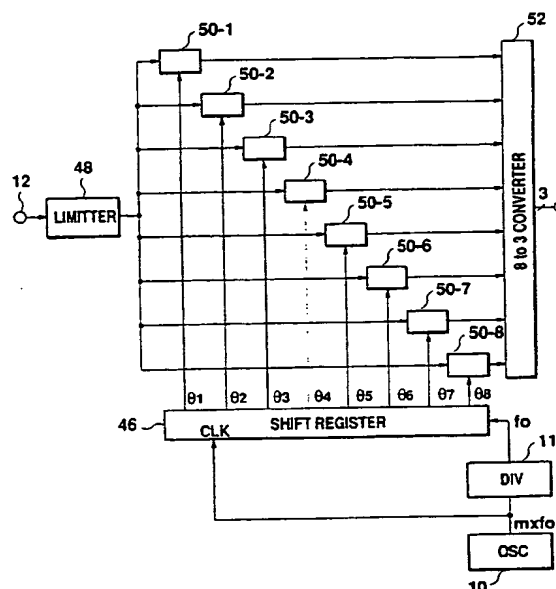 50-1
52
50-2
50-3
50-4
12
48
LIMITTER
50-5
50-6
50-7
50-8
8 to 3 CONVERTER
3
θ1 θ2 θ3 θ4 θ5 θ6 θ7 θ8
46
CLK
SHIFT REGISTER
fo
11
DIV
mxfo
OSC
10